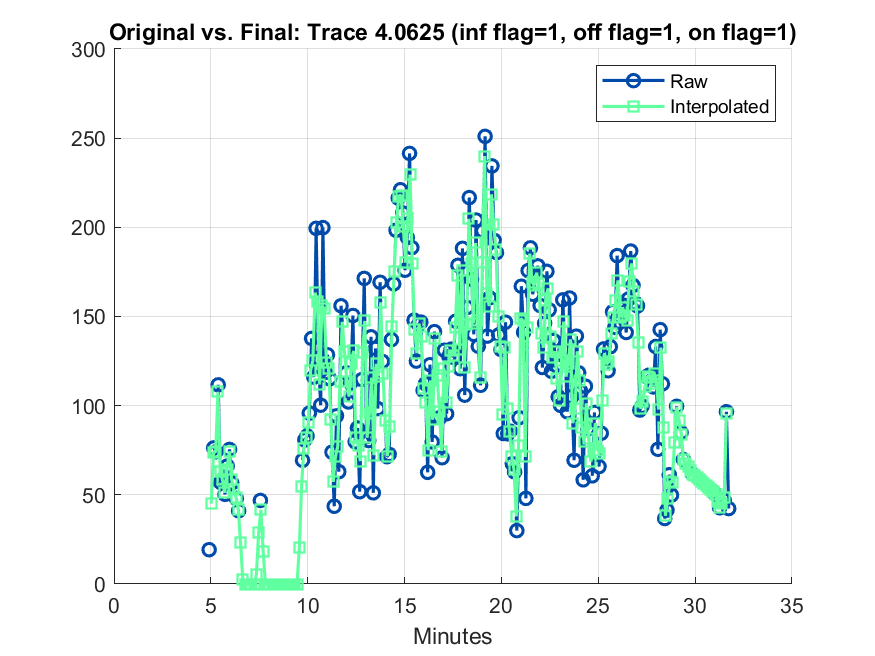 Original vs. Final: Trace 4.0625 (inf flag=1, off flag=1, on flag=1)
300
250
200
150
100
50
0
Raw
Interpolated
0 5 10 15 20 25 30 35
Minutes